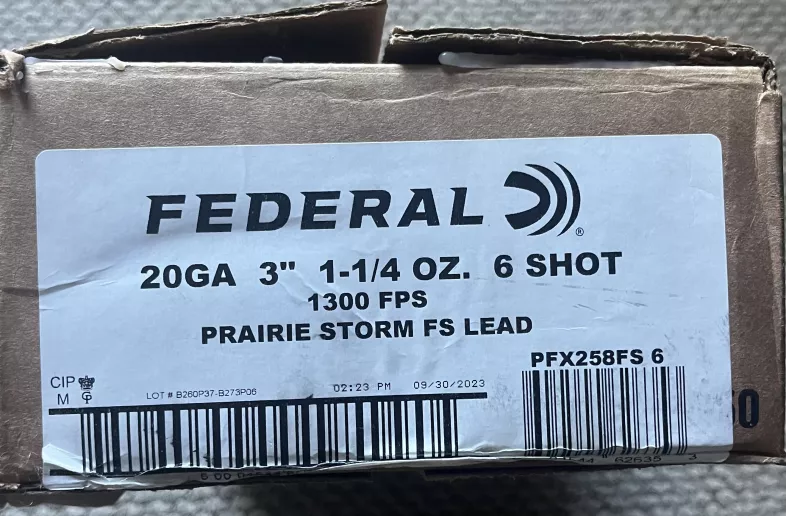 FEDERAL ®
20GA 3" 1-1/4 OZ. 6 SHOT
1300 FPS
PRAIRIE STORM FS LEAD
PFX258FS 6
CIP
M
LOT # B260P37-B273P06 02:23 PM 09/30/2023